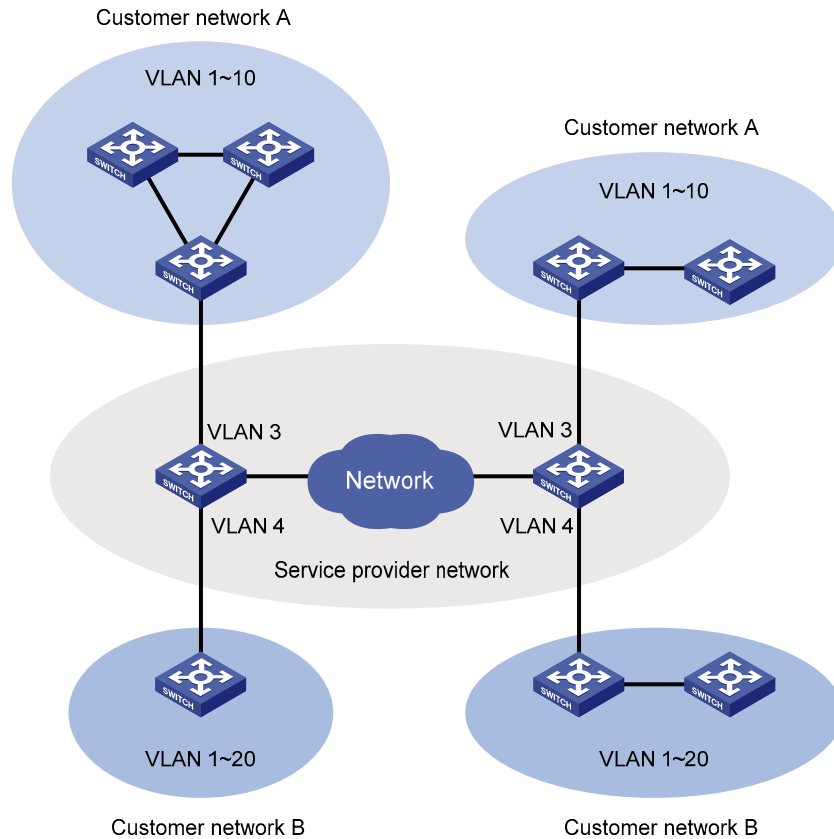 Customer network A
VLAN 1~10
SWITCH
SWITCH
SWITCH
Customer network A
VLAN 1~10
SWITCH
SWITCH
VLAN 3
VLAN 3
SWITCH
Network
SWITCH
VLAN 4
VLAN 4
Service provider network
SWITCH
VLAN 1~20
Customer network B
SWITCH
SWITCH
VLAN 1~20
Customer network B